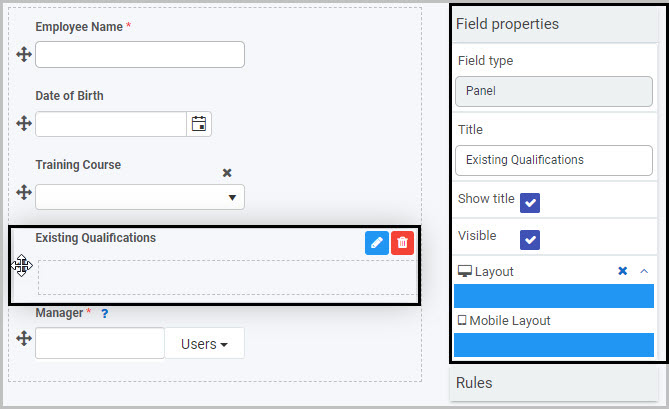 Employee Name *
Date of Birth
Training Course
Existing Qualifications
Manager * ?
Users
Field properties
Field type
Panel
Title
Existing Qualifications
Show title
Visible
Layout
Mobile Layout
Rules